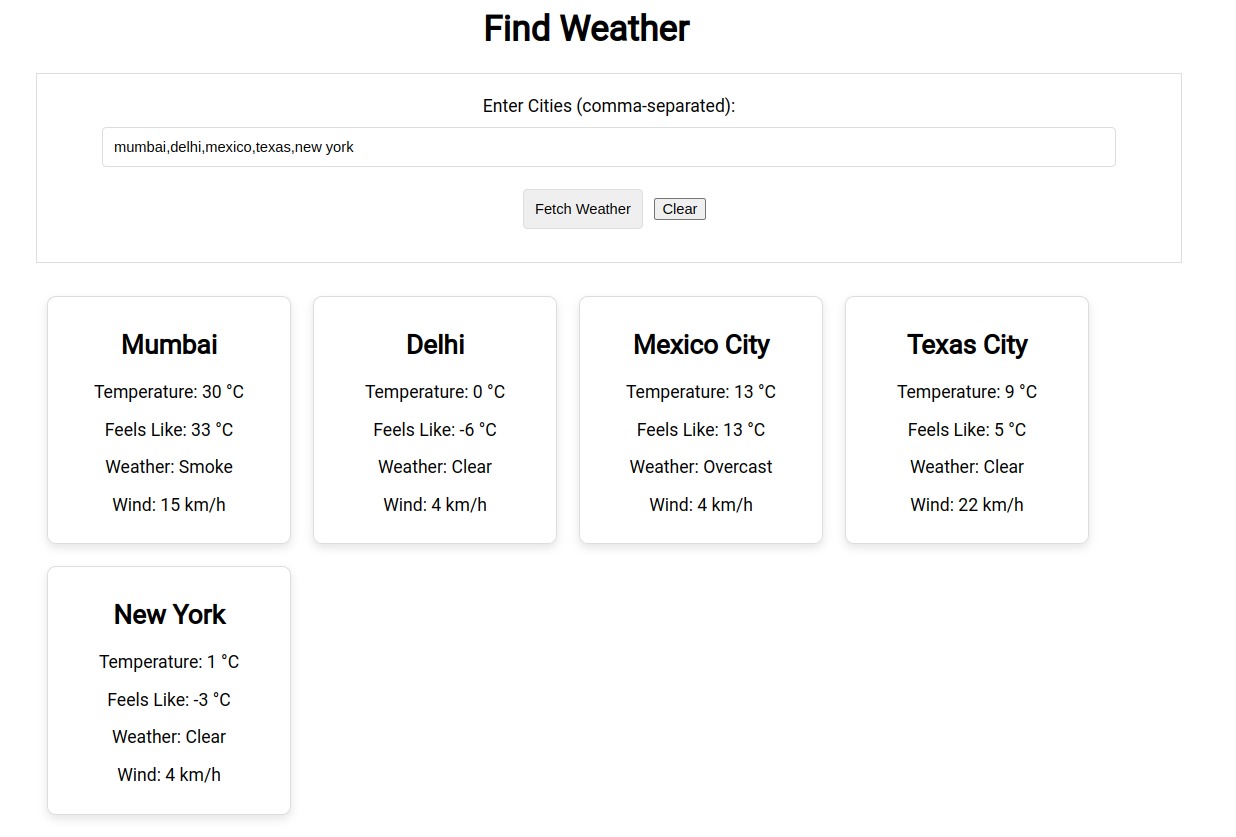 Find Weather
Enter Cities (comma-separated):
mumbai,delhi,mexico,texas,new york
Fetch Weather
Clear
Mumbai
Temperature: 30 °C
Feels Like: 33 °C
Weather: Smoke
Wind: 15 km/h
Delhi
Temperature: 0 °C
Feels Like: -6 °C
Weather: Clear
Wind: 4 km/h
Mexico City
Temperature: 13 °C
Feels Like: 13 °C
Weather: Overcast
Wind: 4 km/h
Texas City
Temperature: 9 °C
Feels Like: 5 °C
Weather: Clear
Wind: 22 km/h
New York
Temperature: 1 °C
Feels Like: -3 °C
Weather: Clear
Wind: 4 km/h